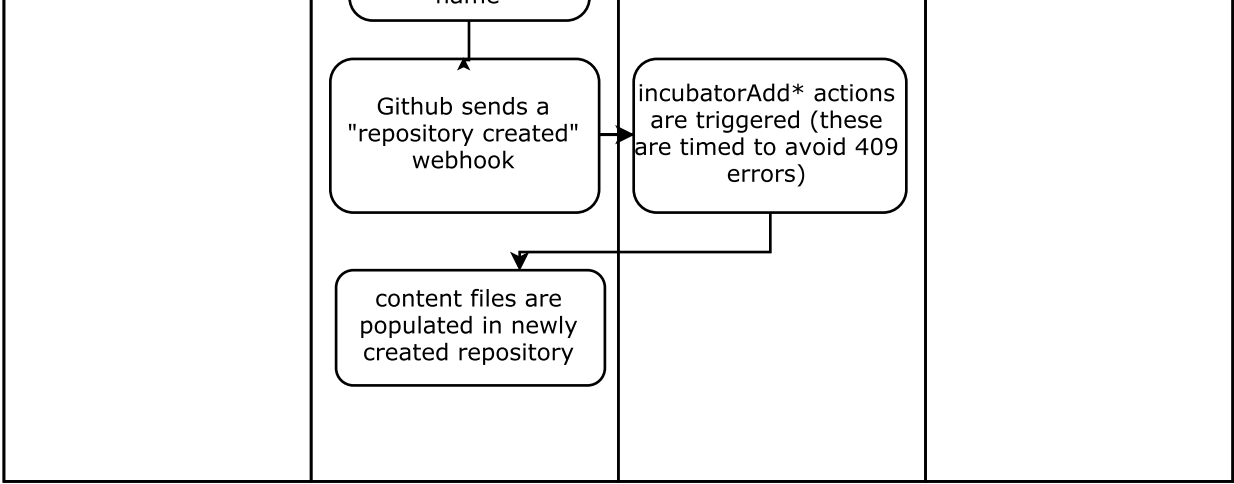 name
Github sends a
"repository created"
webhook
incubatorAdd* actions
are triggered (these
are timed to avoid 409
errors)
content files are
populated in newly
created repository